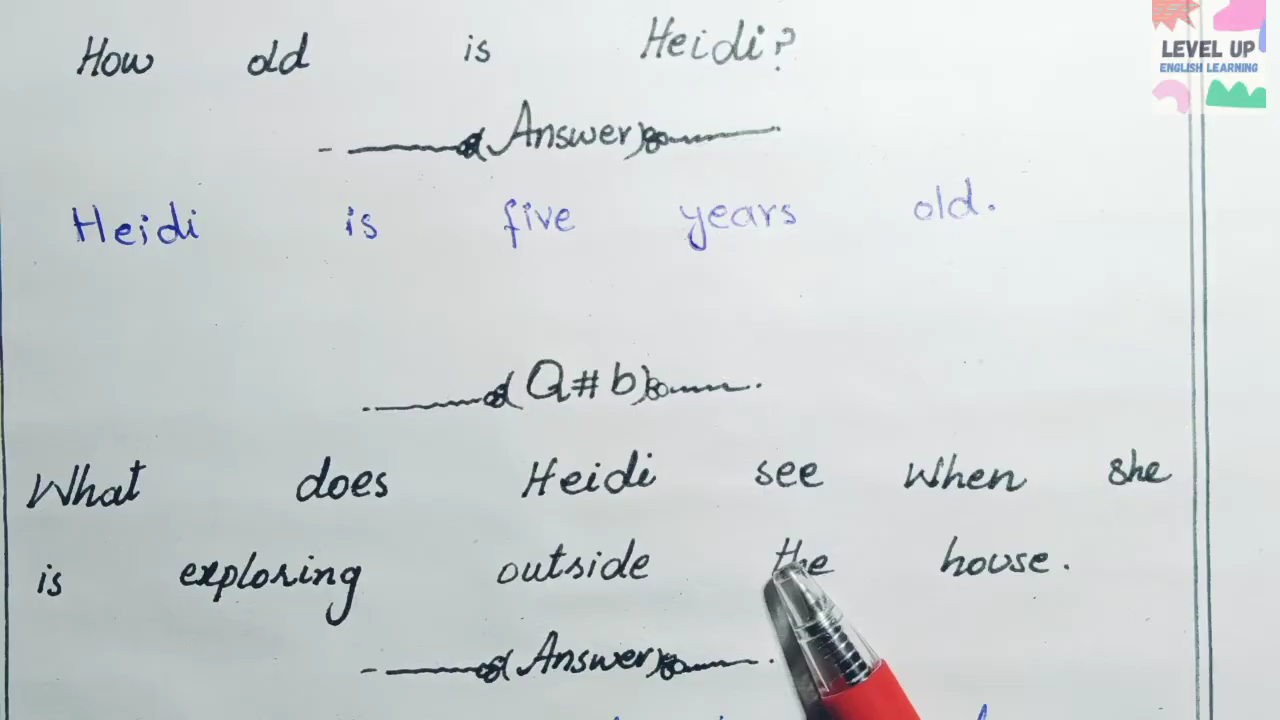 How old is Heidi?
(Answer)
Heidi is five years old.
(Q#b)
What does Heidi see when she
is exploring outside the house.
(Answer)
LEVEL UP
ENGLISH LEARNING